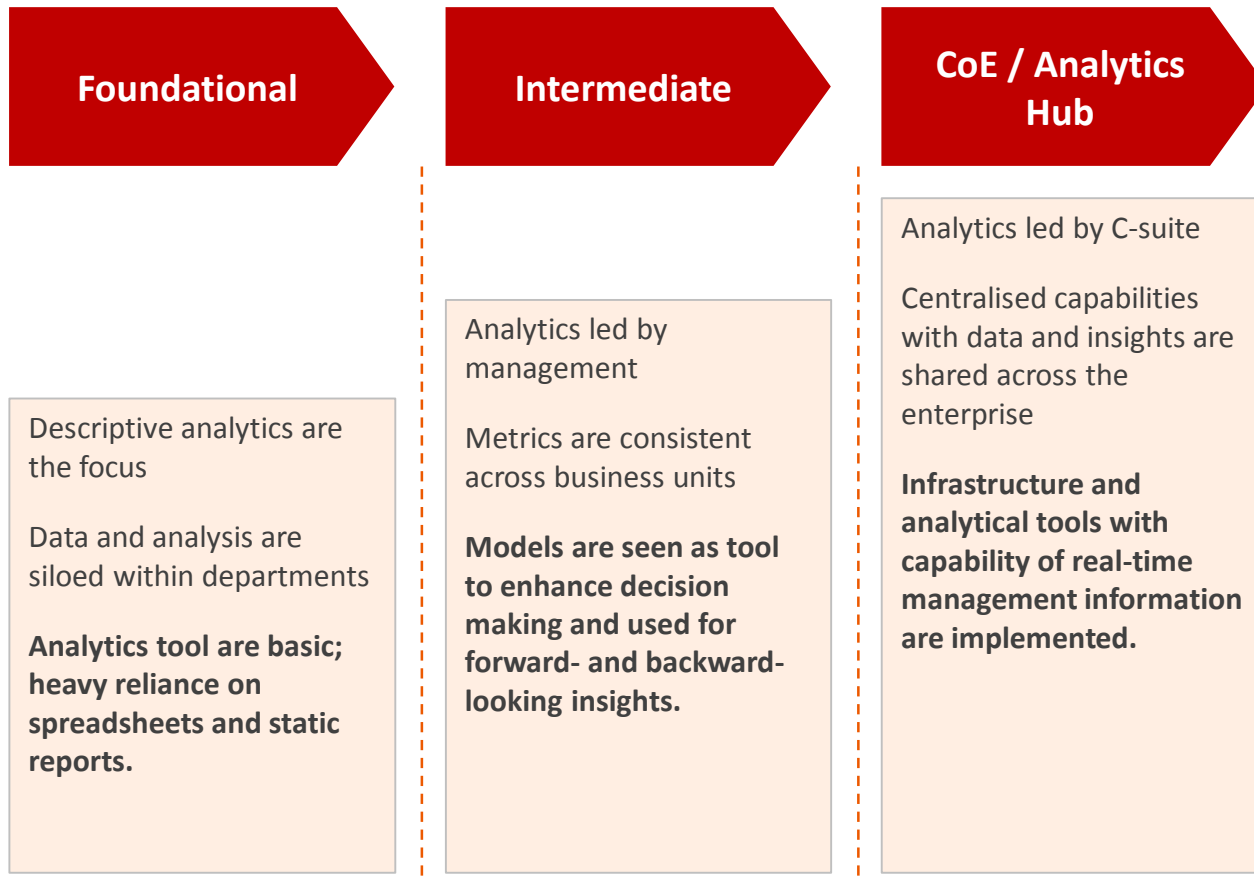 Foundational
Intermediate
CoE / Analytics
Hub
Descriptive analytics are
the focus
Data and analysis are
siloed within departments
Analytics tool are basic;
heavy reliance on
spreadsheets and static
reports.
Analytics led by
management
Metrics are consistent
across business units
Models are seen as tool
to enhance decision
making and used for
forward- and backward-
looking insights.
Analytics led by C-suite
Centralised capabilities
with data and insights are
shared across the
enterprise
Infrastructure and
analytical tools with
capability of real-time
management information
are implemented.